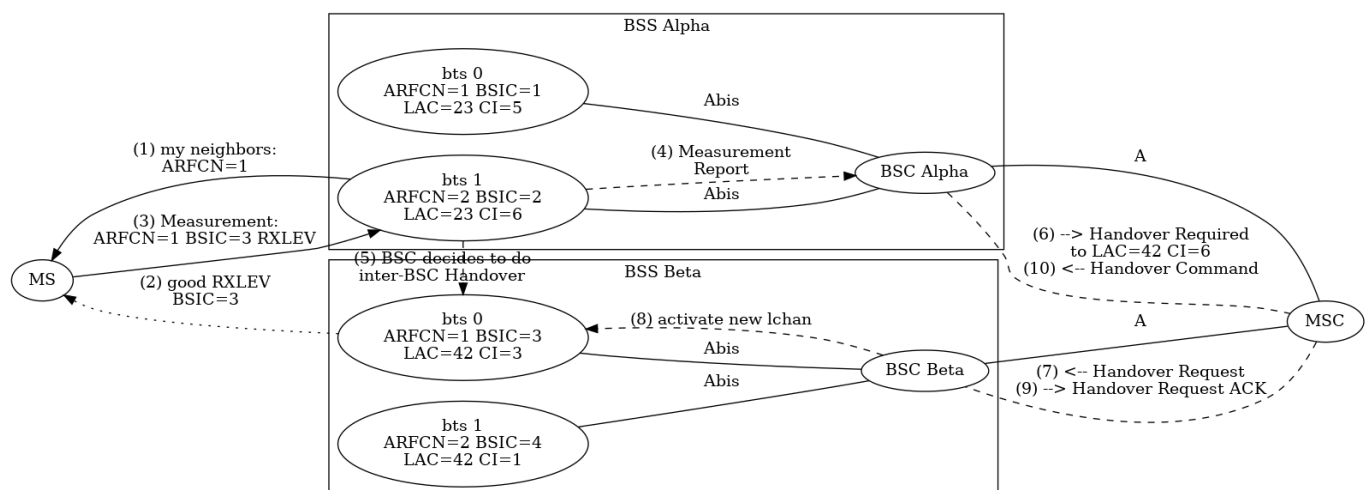 BSS Alpha
bts 0
ARFCN=1 BSIC=1
LAC=23 CI=5
Abis
(1) my neighbors:
ARFCN=1
(4) Measurement
Report
A
BSC Alpha
bts 1
ARFCN=2 BSIC=2
LAC=23 CI=6
Abis
(3) Measurement:
ARFCN=1 BSIC=3 RXLEV
(6) --> Handover Required
to LAC=42 CI=6
(10) <-- Handover Command
(5) BSC decides to do
inter-BSC Handover
BSS Beta
MS
(2) good RXLEV
BSIC=3
bts 0
ARFCN=1 BSIC=3
LAC=42 CI=3
(8) activate new lchan
A
MSC
Abis
BSC Beta
(7) <-- Handover Request
(9) --> Handover Request ACK
Abis
bts 1
ARFCN=2 BSIC=4
LAC=42 CI=1